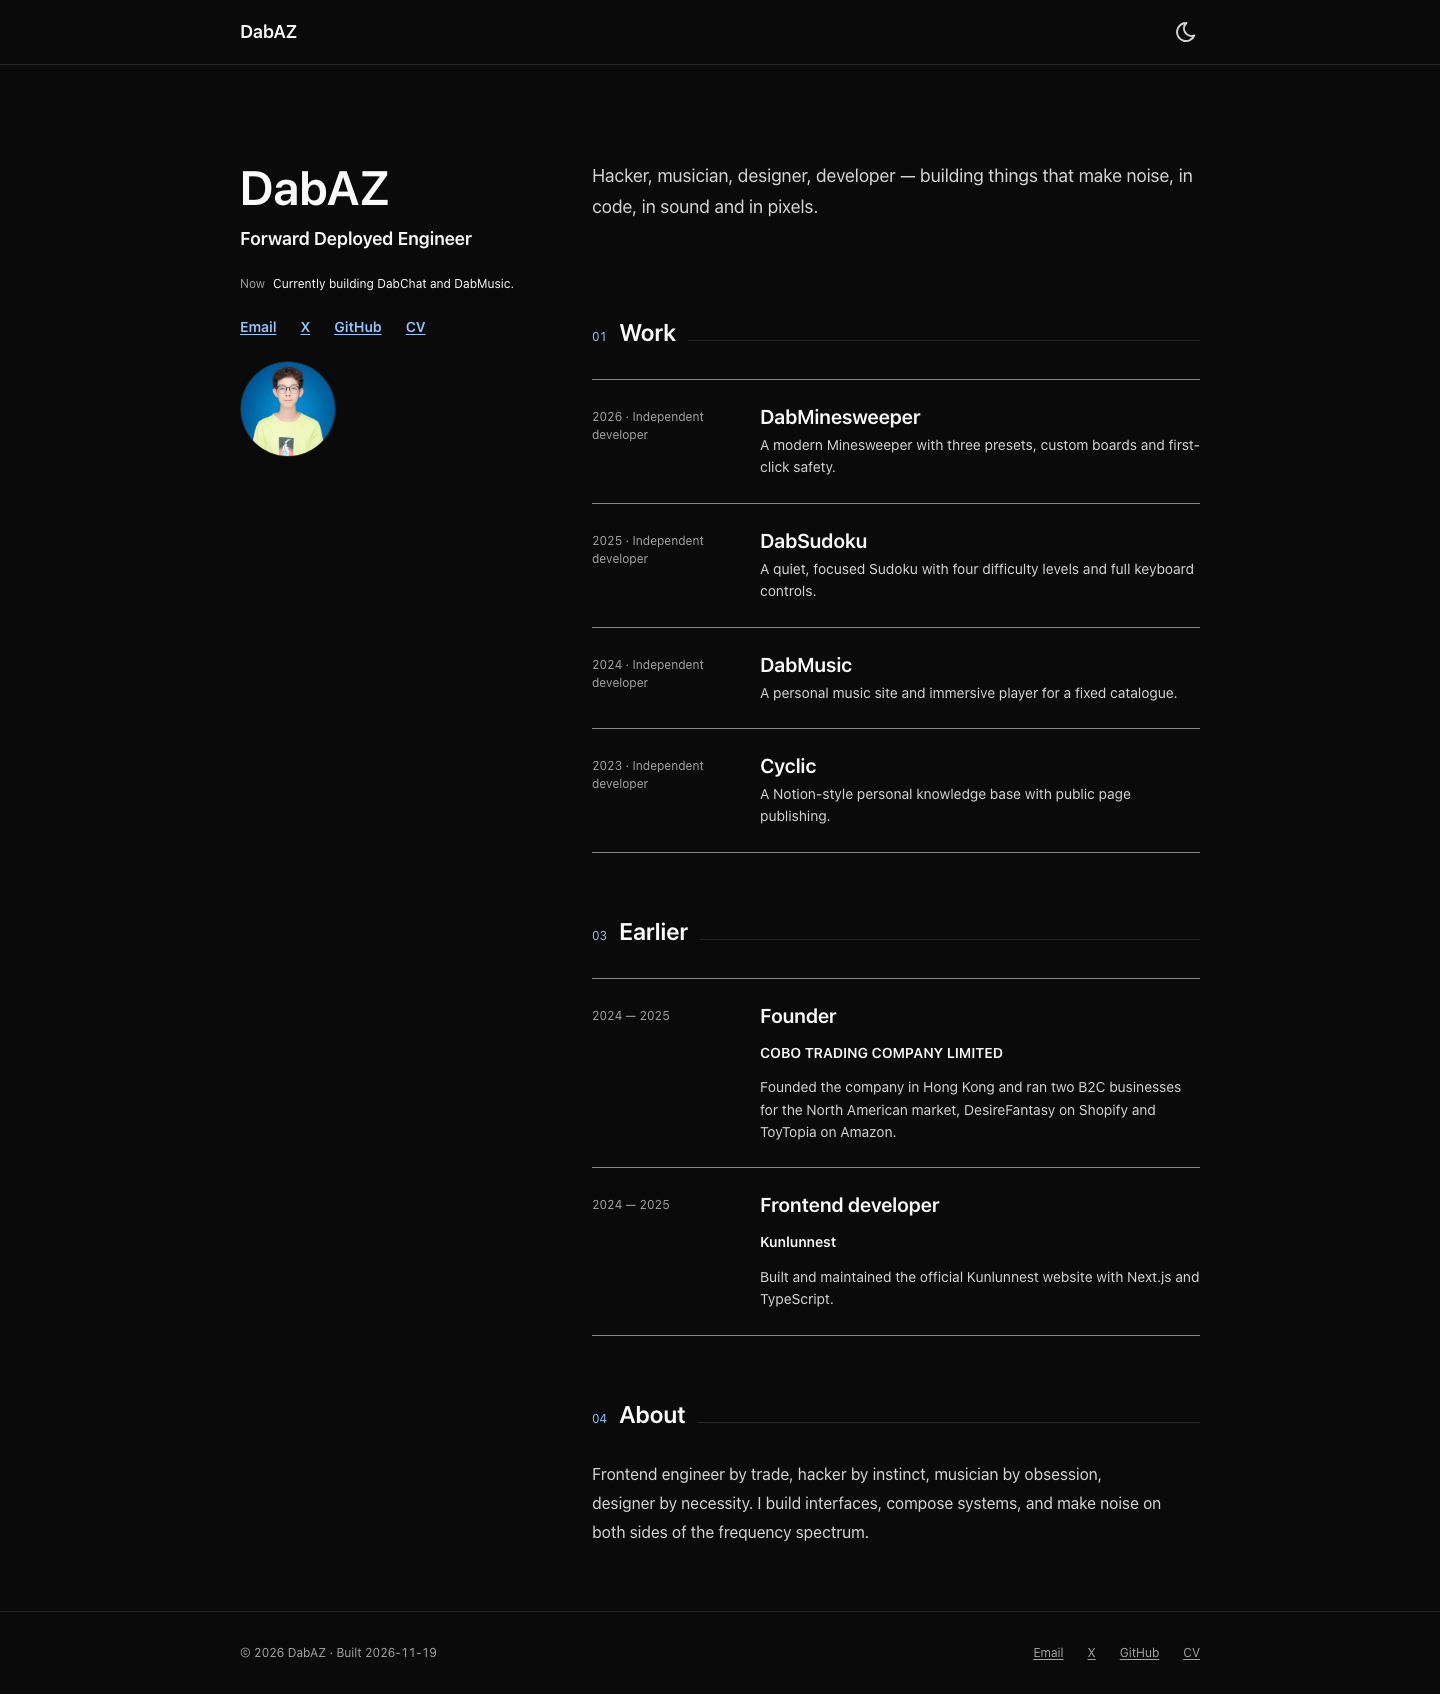 DabAZ
DabAZ
Forward Deployed Engineer
Now Currently building DabChat and DabMusic.
Email X GitHub CV
Hacker, musician, designer, developer — building things that make noise, in
code, in sound and in pixels.
01 Work
2026 · Independent
developer
DabMinesweeper
A modern Minesweeper with three presets, custom boards and first-
click safety.
2025 · Independent
developer
DabSudoku
A quiet, focused Sudoku with four difficulty levels and full keyboard
controls.
2024 · Independent
developer
DabMusic
A personal music site and immersive player for a fixed catalogue.
2023 · Independent
developer
Cyclic
A Notion-style personal knowledge base with public page
publishing.
03 Earlier
2024 — 2025
Founder
COBO TRADING COMPANY LIMITED
Founded the company in Hong Kong and ran two B2C businesses
for the North American market, DesireFantasy on Shopify and
ToyTopia on Amazon.
2024 — 2025
Frontend developer
Kunlunnest
Built and maintained the official Kunlunnest website with Next.js and
TypeScript.
04 About
Frontend engineer by trade, hacker by instinct, musician by obsession,
designer by necessity. I build interfaces, compose systems, and make noise on
both sides of the frequency spectrum.
© 2026 DabAZ · Built 2026-11-19
Email X GitHub CV